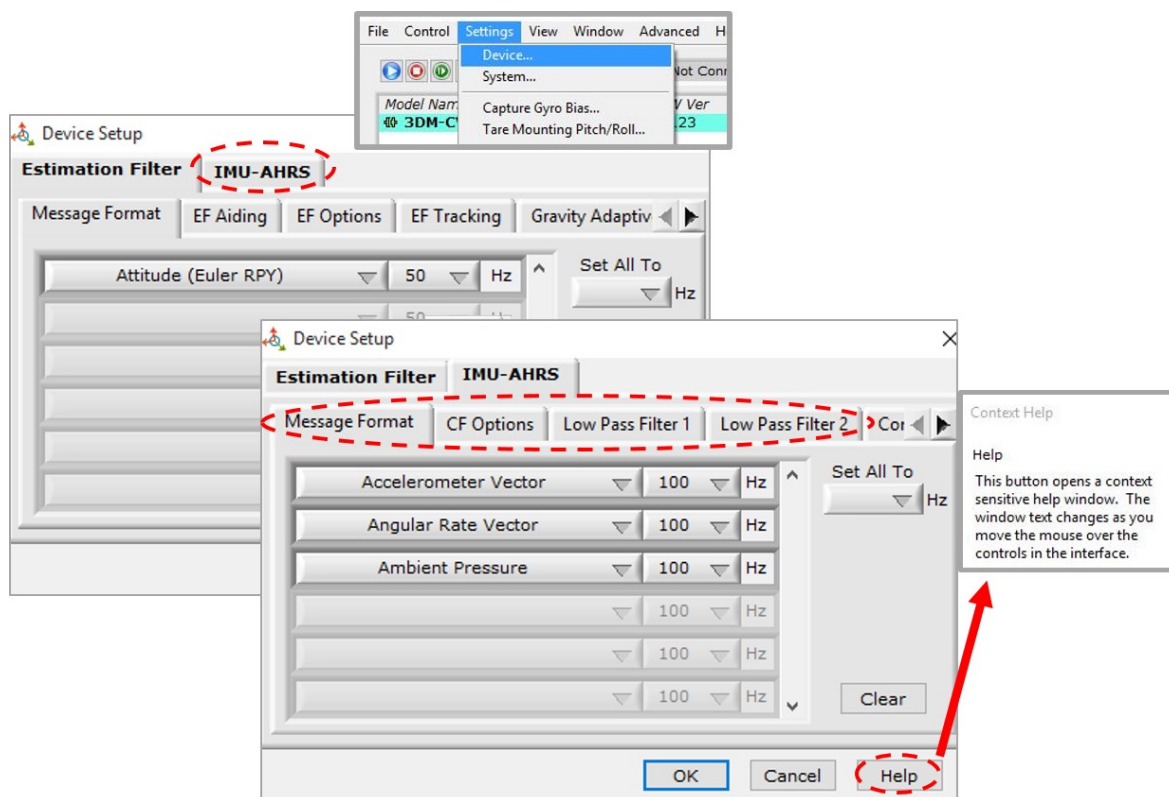 File Control Settings View Window Advanced H
Device...
System...
Not Conn
Capture Gyro Bias...
Tare Mounting Pitch/Roll...
Model Nam
W Ver
3DM-C
.23
Device Setup
Estimation Filter IMU-AHRS
Message Format EF Aiding EF Options EF Tracking Gravity Adaptiv
Attitude (Euler RPY) 50 Hz
Set All To
Hz
50
Device Setup
Estimation Filter IMU-AHRS
Message Format CF Options Low Pass Filter 1 Low Pass Filter 2 Co
Accelerometer Vector 100 Hz
Angular Rate Vector 100 Hz
Ambient Pressure 100 Hz
100 Hz
100 Hz
100 Hz
Set All To
Hz
Clear
OK Cancel Help
Context Help
Help
This button opens a context
sensitive help window. The
window text changes as you
move the mouse over the
controls in the interface.